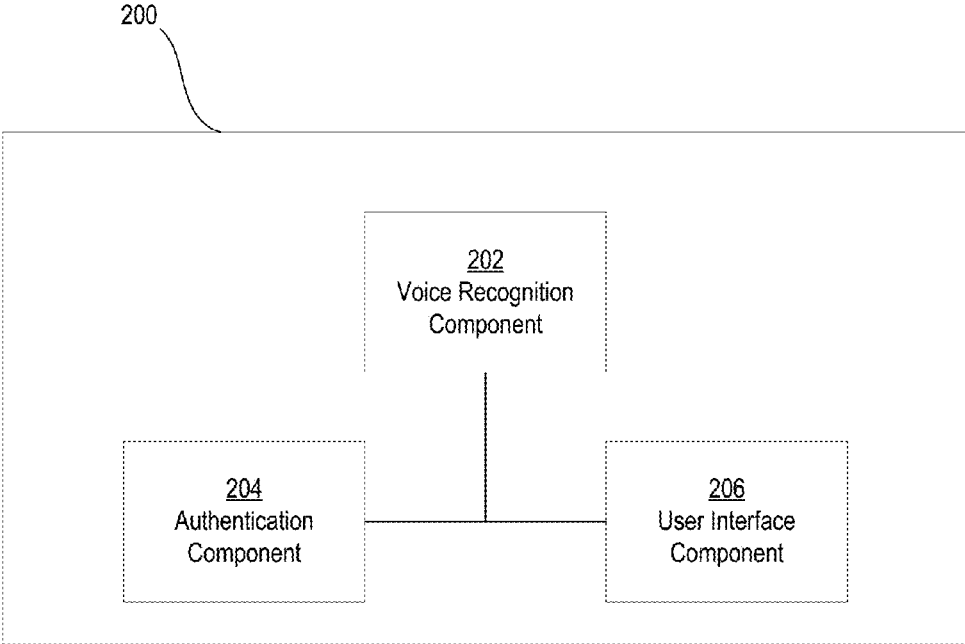 200
202
Voice Recognition
Component
204
Authentication
Component
206
User Interface
Component